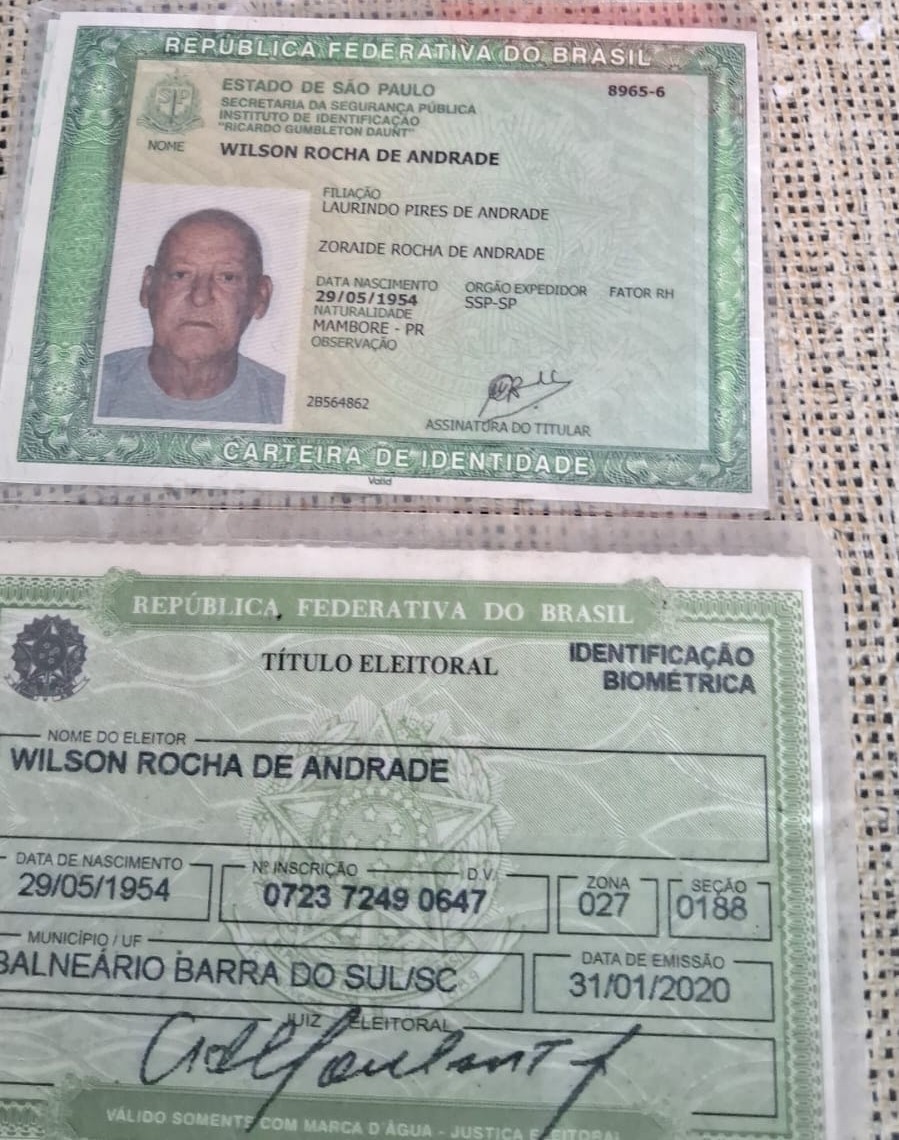 REPÚBLICA FEDERATIVA DO BRASIL
ESTADO DE SÃO PAULO 8965-6
SECRETARIA DA SEGURANÇA PÚBLICA
INSTITUTO DE IDENTIFICAÇÃO
"RICARDO GUMBLETON DAUNT"
NOME WILSON ROCHA DE ANDRADE
FILIAÇÃO
LAURINDO PIRES DE ANDRADE
ZORAIDE ROCHA DE ANDRADE
DATA NASCIMENTO ORGÃO EXPEDIDOR FATOR RH
29/05/1954 SSP-SP
NATURALIDADE
MAMBORE - PR
OBSERVAÇÃO
2B564862
ASSINATURA DO TITULAR
CARTEIRA DE IDENTIDADE
Valid
REPÚBLICA FEDERATIVA DO BRASIL
TÍTULO ELEITORAL IDENTIFICAÇÃO
BIOMÉTRICA
NOME DO ELEITOR
WILSON ROCHA DE ANDRADE
DATA DE NASCIMENTO Nº INSCRIÇÃO D.V. ZONA SEÇÃO
29/05/1954 0723 7249 0647 027 0188
MUNICÍPIO / UF DATA DE EMISSÃO
BALNEÁRIO BARRA DO SUL/SC 31/01/2020
JUIZ ELEITORAL
VÁLIDO SOMENTE COM MARCA D'ÁGUA - JUSTIÇA ELEITORAL